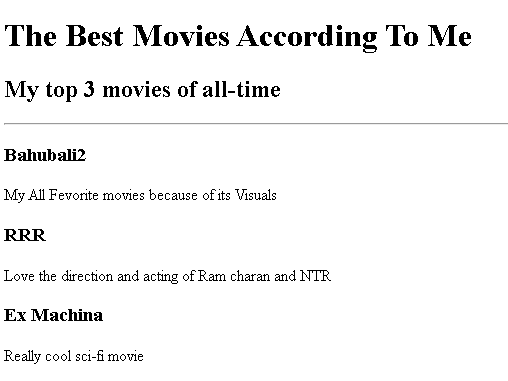 The Best Movies According To Me
My top 3 movies of all-time
Bahubali2
My All Fevorite movies because of its Visuals
RRR
Love the direction and acting of Ram charan and NTR
Ex Machina
Really cool sci-fi movie